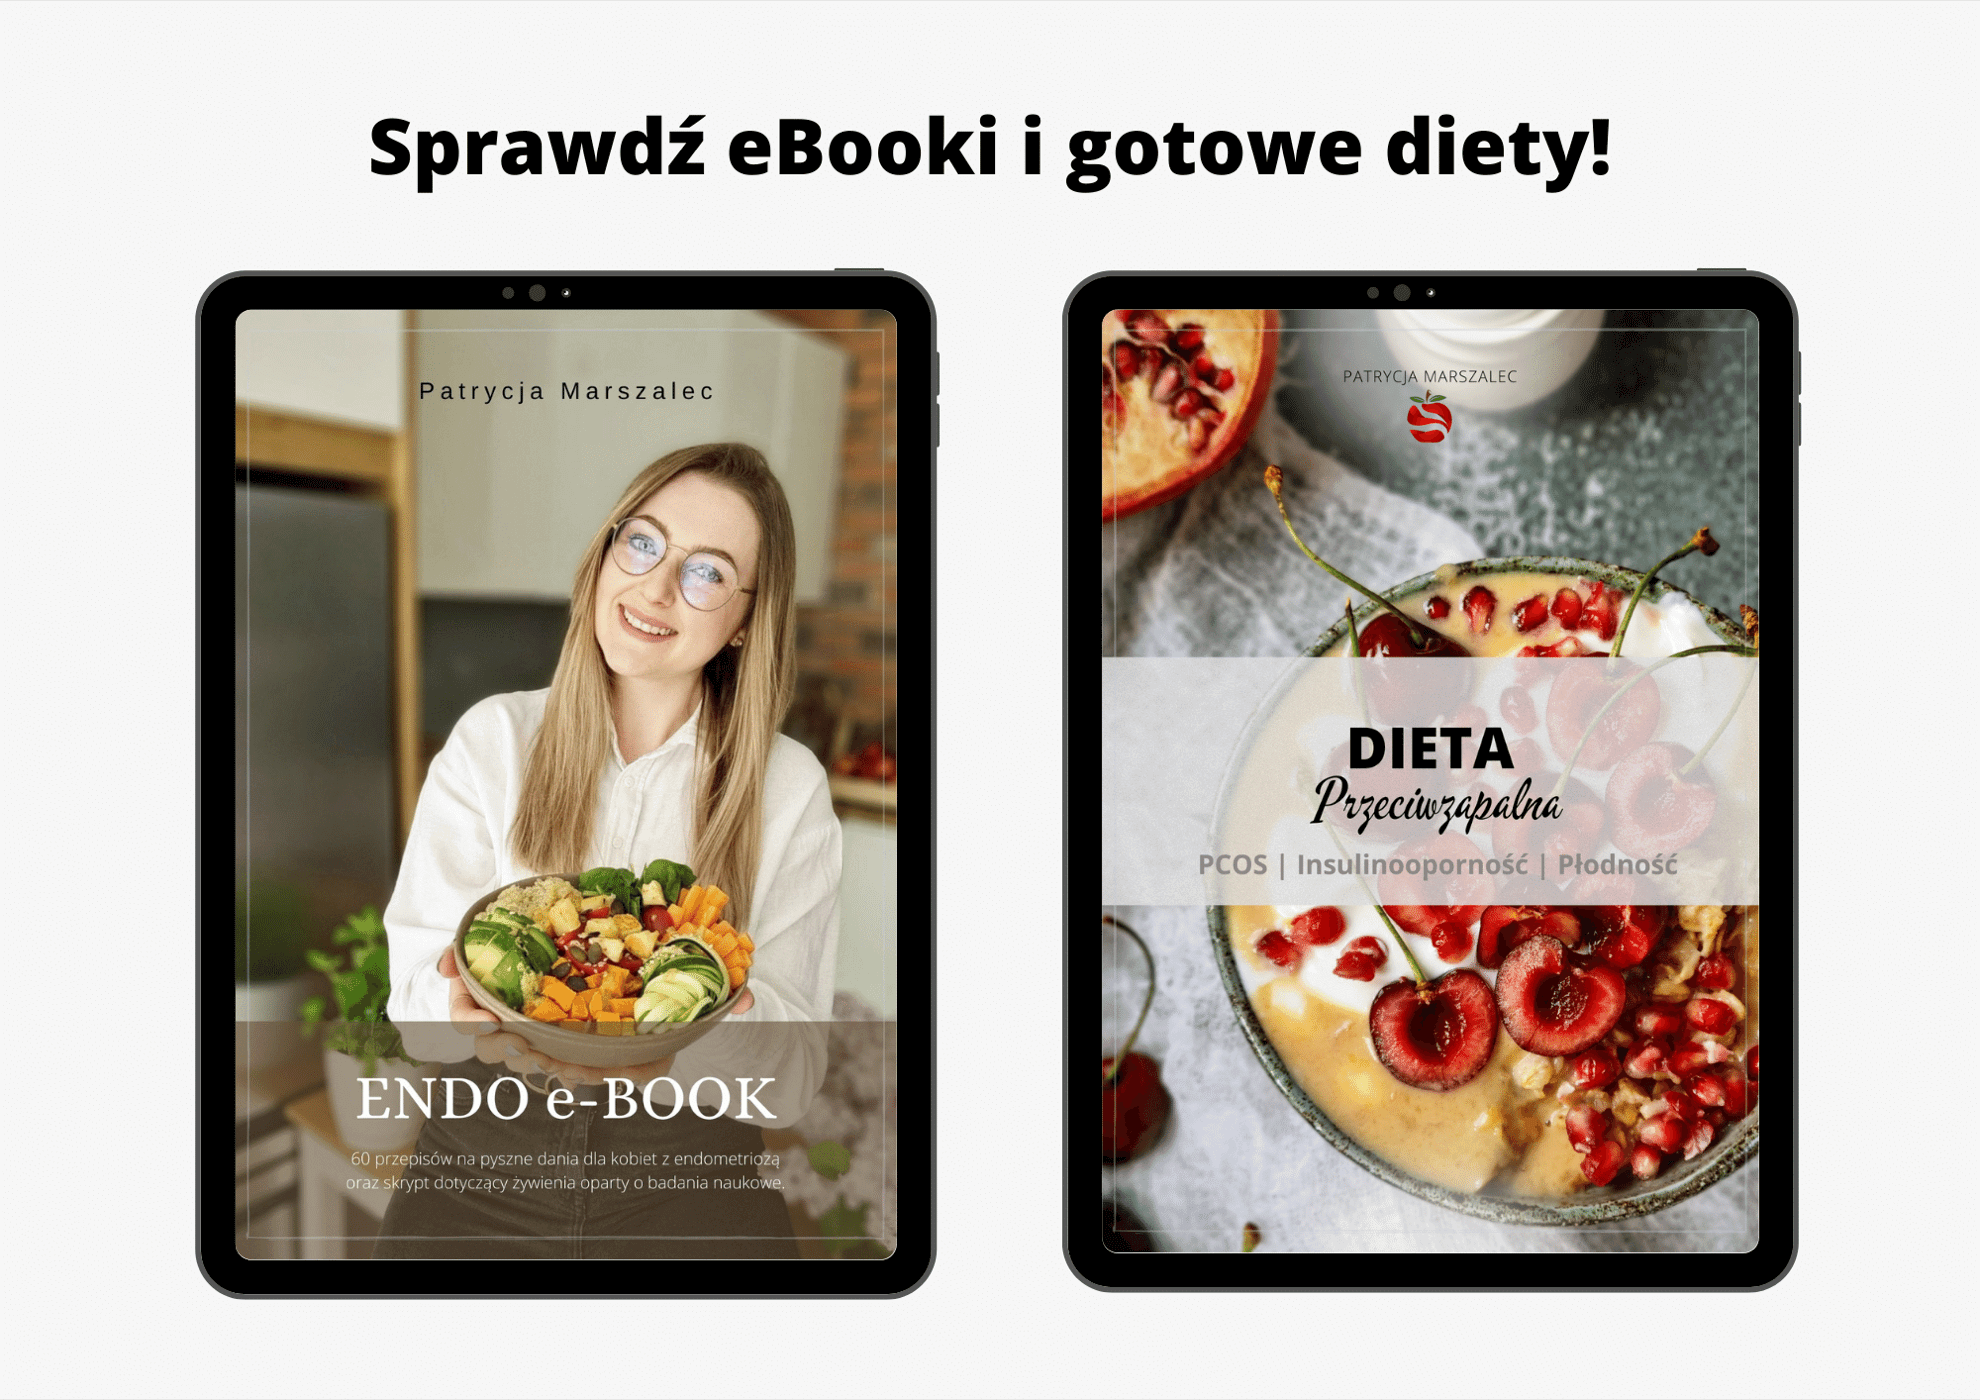 Sprawdź eBooki i gotowe diety!
Patrycja Marszalec
ENDO e-BOOK
60 przepisów na pyszne dania dla kobiet z endometriozą
oraz skrypt dotyczący żywienia oparty o badania naukowe.
PATRYCJA MARSZALEC
DIETA
Przeciwzapalna
PCOS | Insulinooporność | Płodność